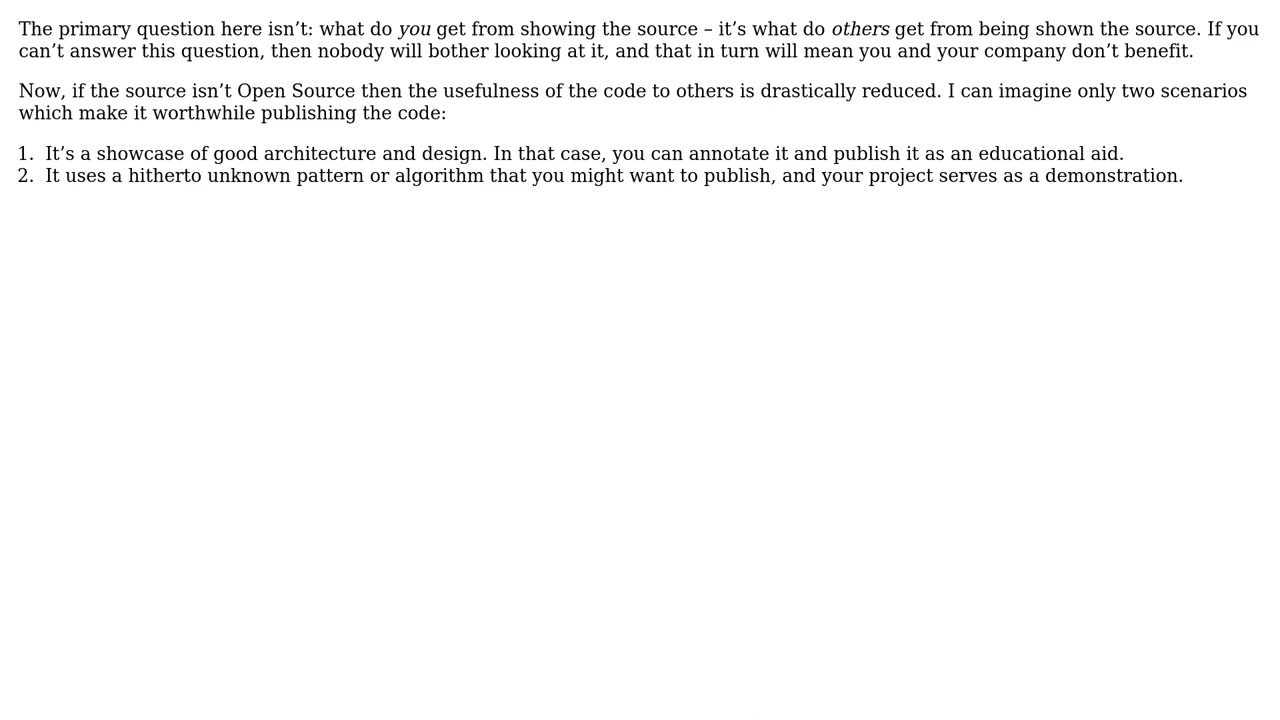 The primary question here isn’t: what do you get from showing the source – it’s what do others get from being shown the source. If you
can’t answer this question, then nobody will bother looking at it, and that in turn will mean you and your company don’t benefit.
Now, if the source isn’t Open Source then the usefulness of the code to others is drastically reduced. I can imagine only two scenarios
which make it worthwhile publishing the code:
1. It’s a showcase of good architecture and design. In that case, you can annotate it and publish it as an educational aid.
2. It uses a hitherto unknown pattern or algorithm that you might want to publish, and your project serves as a demonstration.